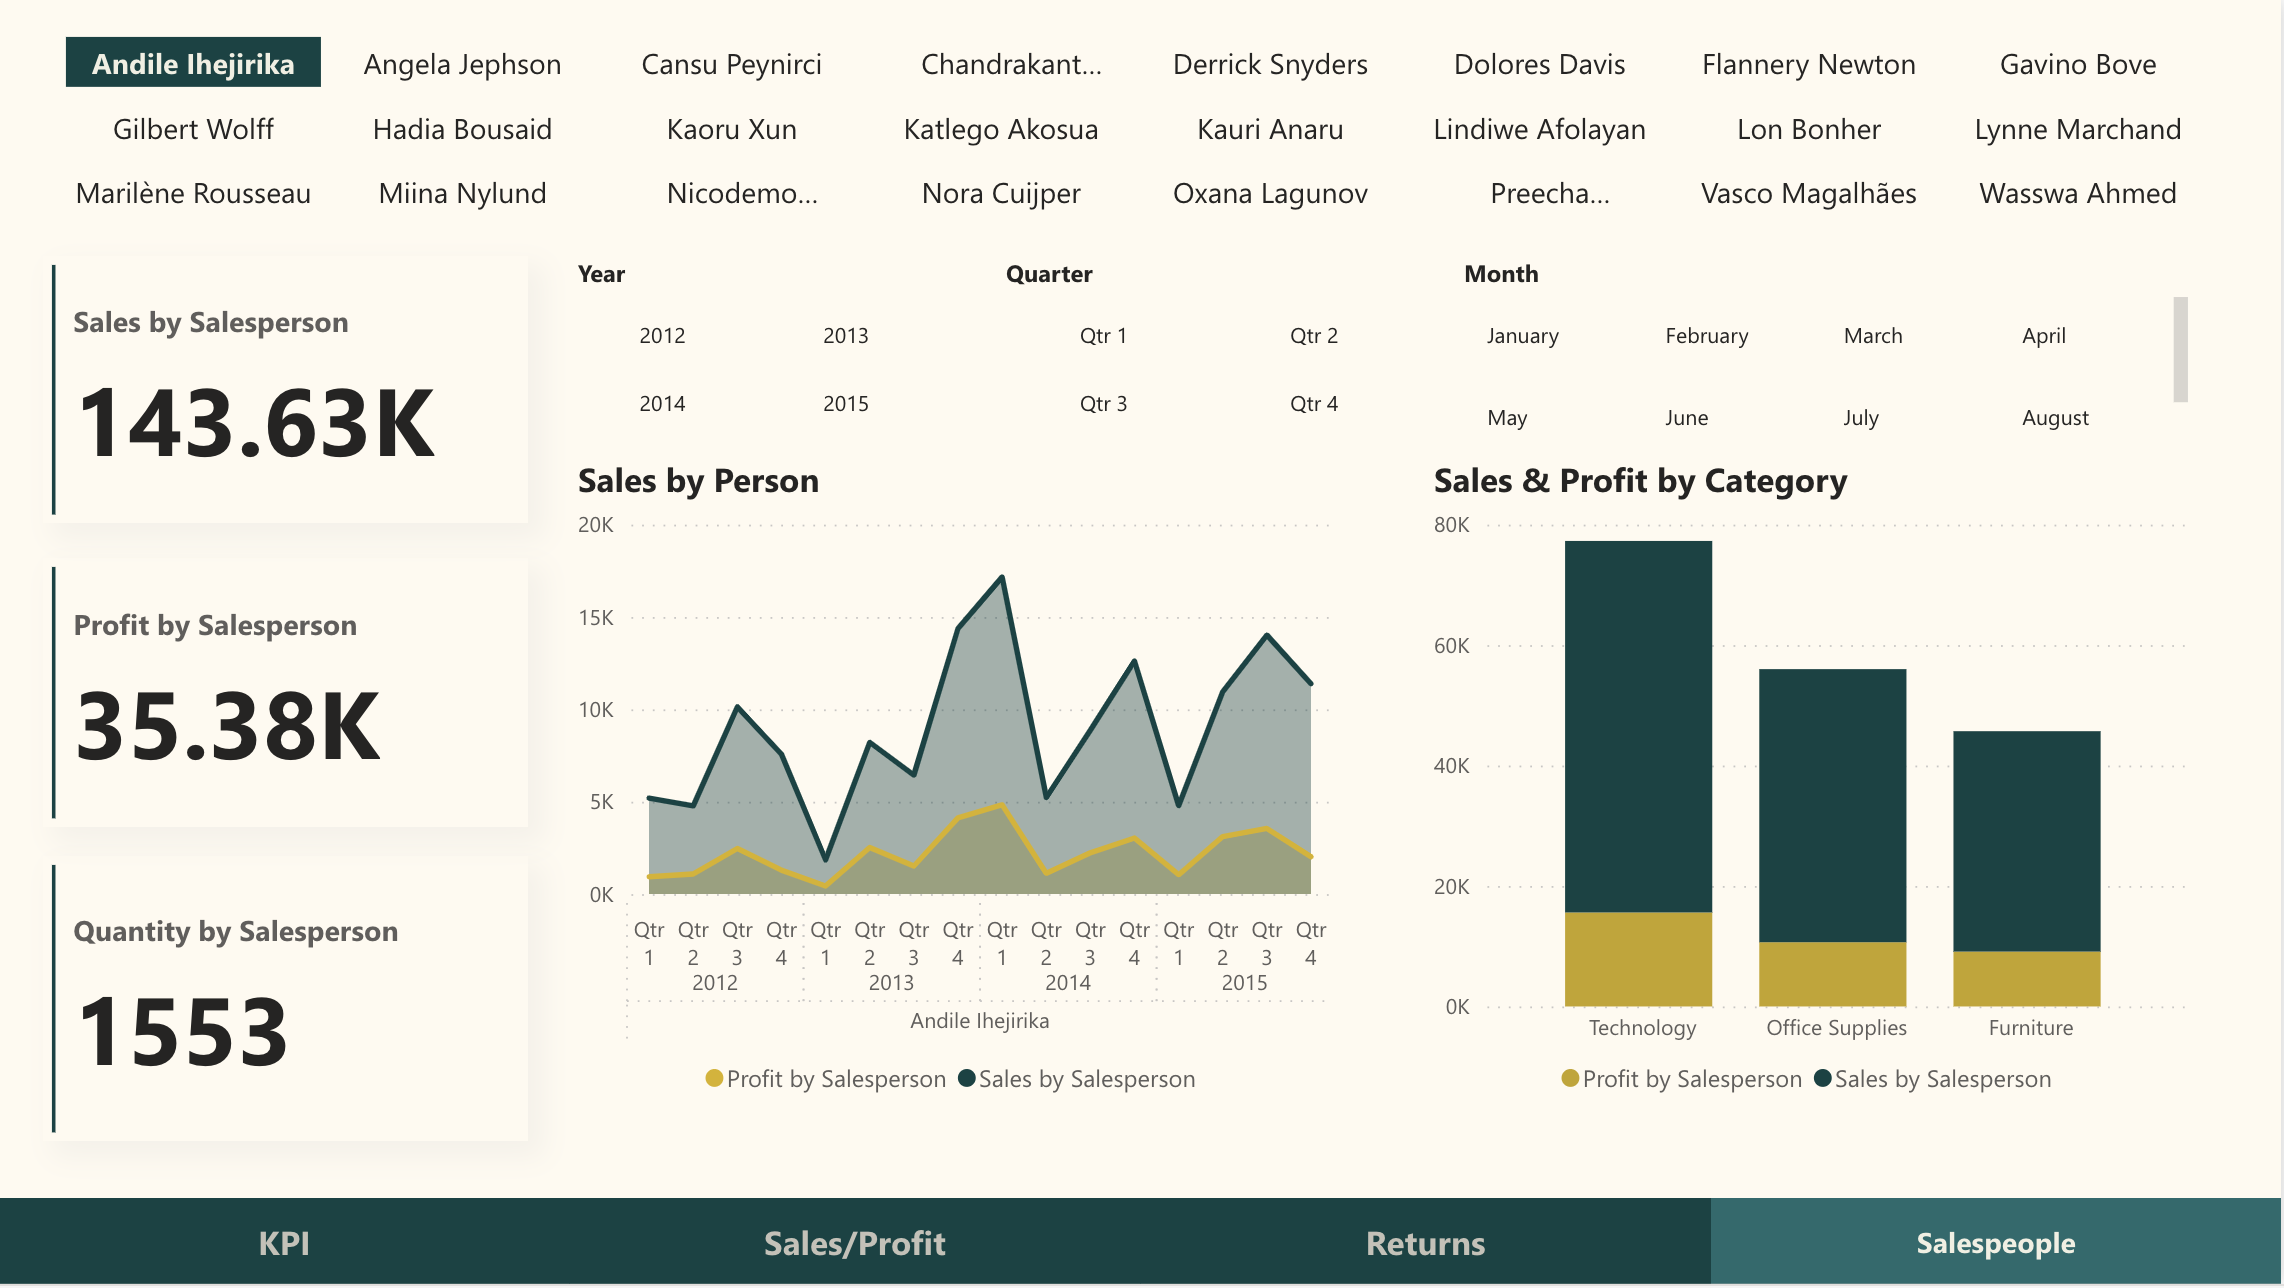 Andile Ihejirika Angela Jephson Cansu Peynirci Chandrakant... Derrick Snyders Dolores Davis Flannery Newton Gavino Bove
Gilbert Wolff Hadia Bousaid Kaoru Xun Katlego Akosua Kauri Anaru Lindiwe Afolayan Lon Bonher Lynne Marchand
Marilène Rousseau Miina Nylund Nicodemo... Nora Cuijper Oxana Lagunov Preecha... Vasco Magalhães Wasswa Ahmed
Sales by Salesperson
143.63K
Profit by Salesperson
35.38K
Quantity by Salesperson
1553
Year
2012 2013
2014 2015
Quarter
Qtr 1 Qtr 2
Qtr 3 Qtr 4
Month
January February March April
May June July August
Sales by Person
20K
15K
10K
5K
0K
Qtr Qtr Qtr Qtr Qtr Qtr Qtr Qtr Qtr Qtr Qtr Qtr Qtr Qtr Qtr Qtr
1 2 3 4 1 2 3 4 1 2 3 4 1 2 3 4
2012 2013 2014 2015
Andile Ihejirika
Profit by Salesperson Sales by Salesperson
Sales & Profit by Category
80K
60K
40K
20K
0K
Technology Office Supplies Furniture
Profit by Salesperson Sales by Salesperson
KPI Sales/Profit Returns Salespeople